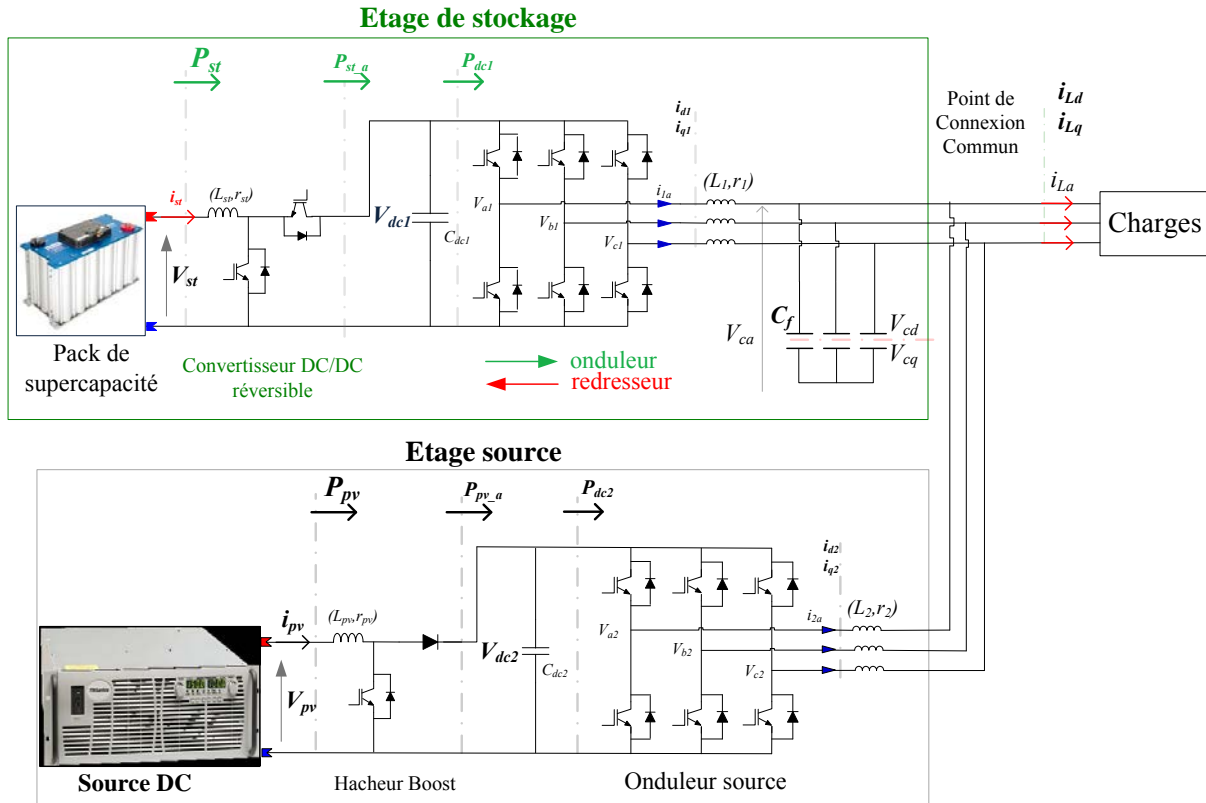 Etage de stockage
P_st
P_st_a
P_dc1
i_d1
i_q1
Point de
Connexion
Commun
i_Ld
i_Lq
i_st
(L_st, r_st)
V_dc1
C_dc1
V_a1
V_b1
V_c1
i_1a
(L_1, r_1)
i_La
Charges
V_st
V_ca
C_f
V_cd
V_cq
Pack de
supercapacité
Convertisseur DC/DC
réversible
onduleur
redresseur
Etage source
P_pv
P_pv_a
P_dc2
i_d2
i_q2
i_pv
(L_pv, r_pv)
V_dc2
C_dc2
V_a2
V_b2
V_c2
i_2a
(L_2, r_2)
V_pv
Source DC
Hacheur Boost
Onduleur source